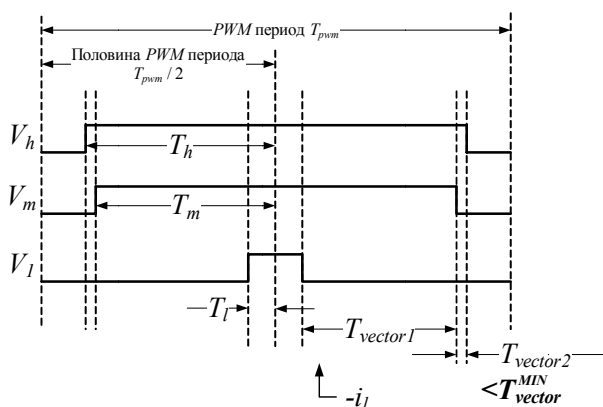 PWM период T_pwm
Половина PWM периода
T_pwm / 2
V_h
T_h
V_m
T_m
V_1
T_l
T_vector1
T_vector2
<T_vector^MIN
-i_1